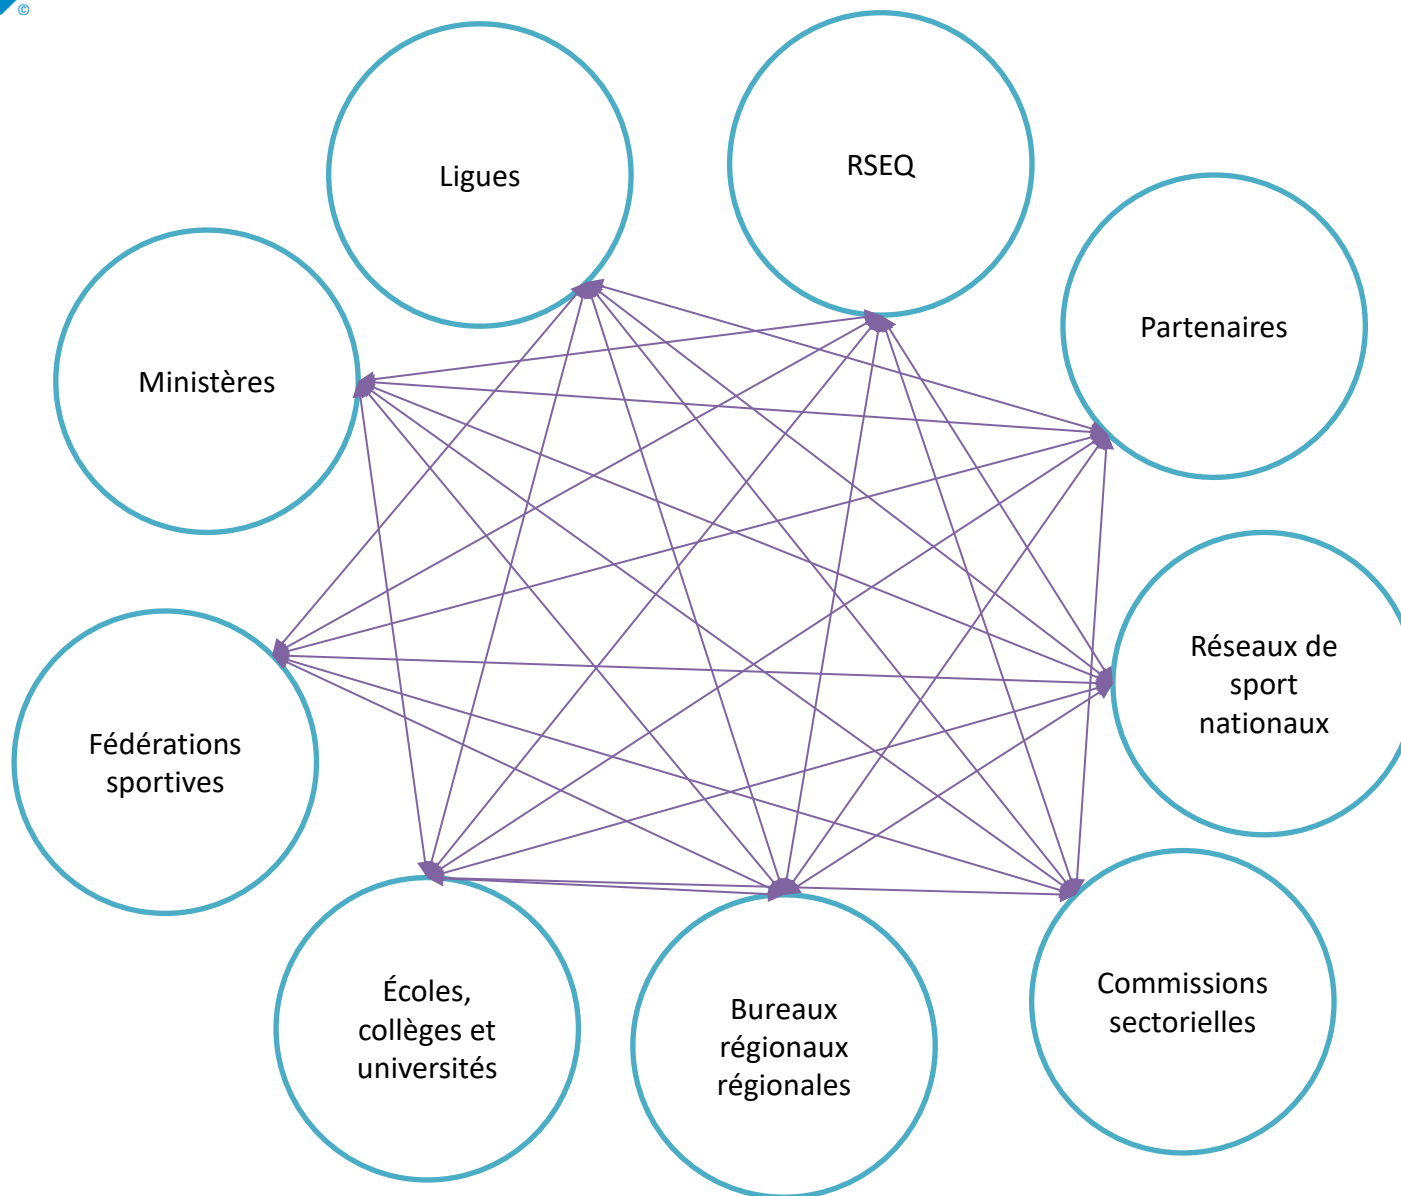 ©
Ligues
RSEQ
Partenaires
Ministères
Réseaux de
sport
nationaux
Fédérations
sportives
Écoles,
collèges et
universités
Bureaux
régionaux
régionales
Commissions
sectorielles